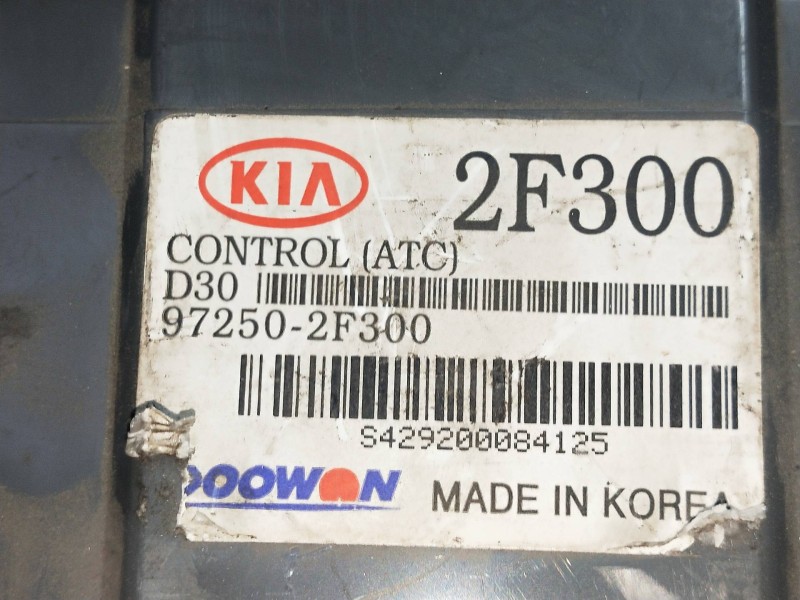 KIA 2F300
CONTROL (ATC)
D30
97250-2F300
S429200084125
DOOWON MADE IN KOREA